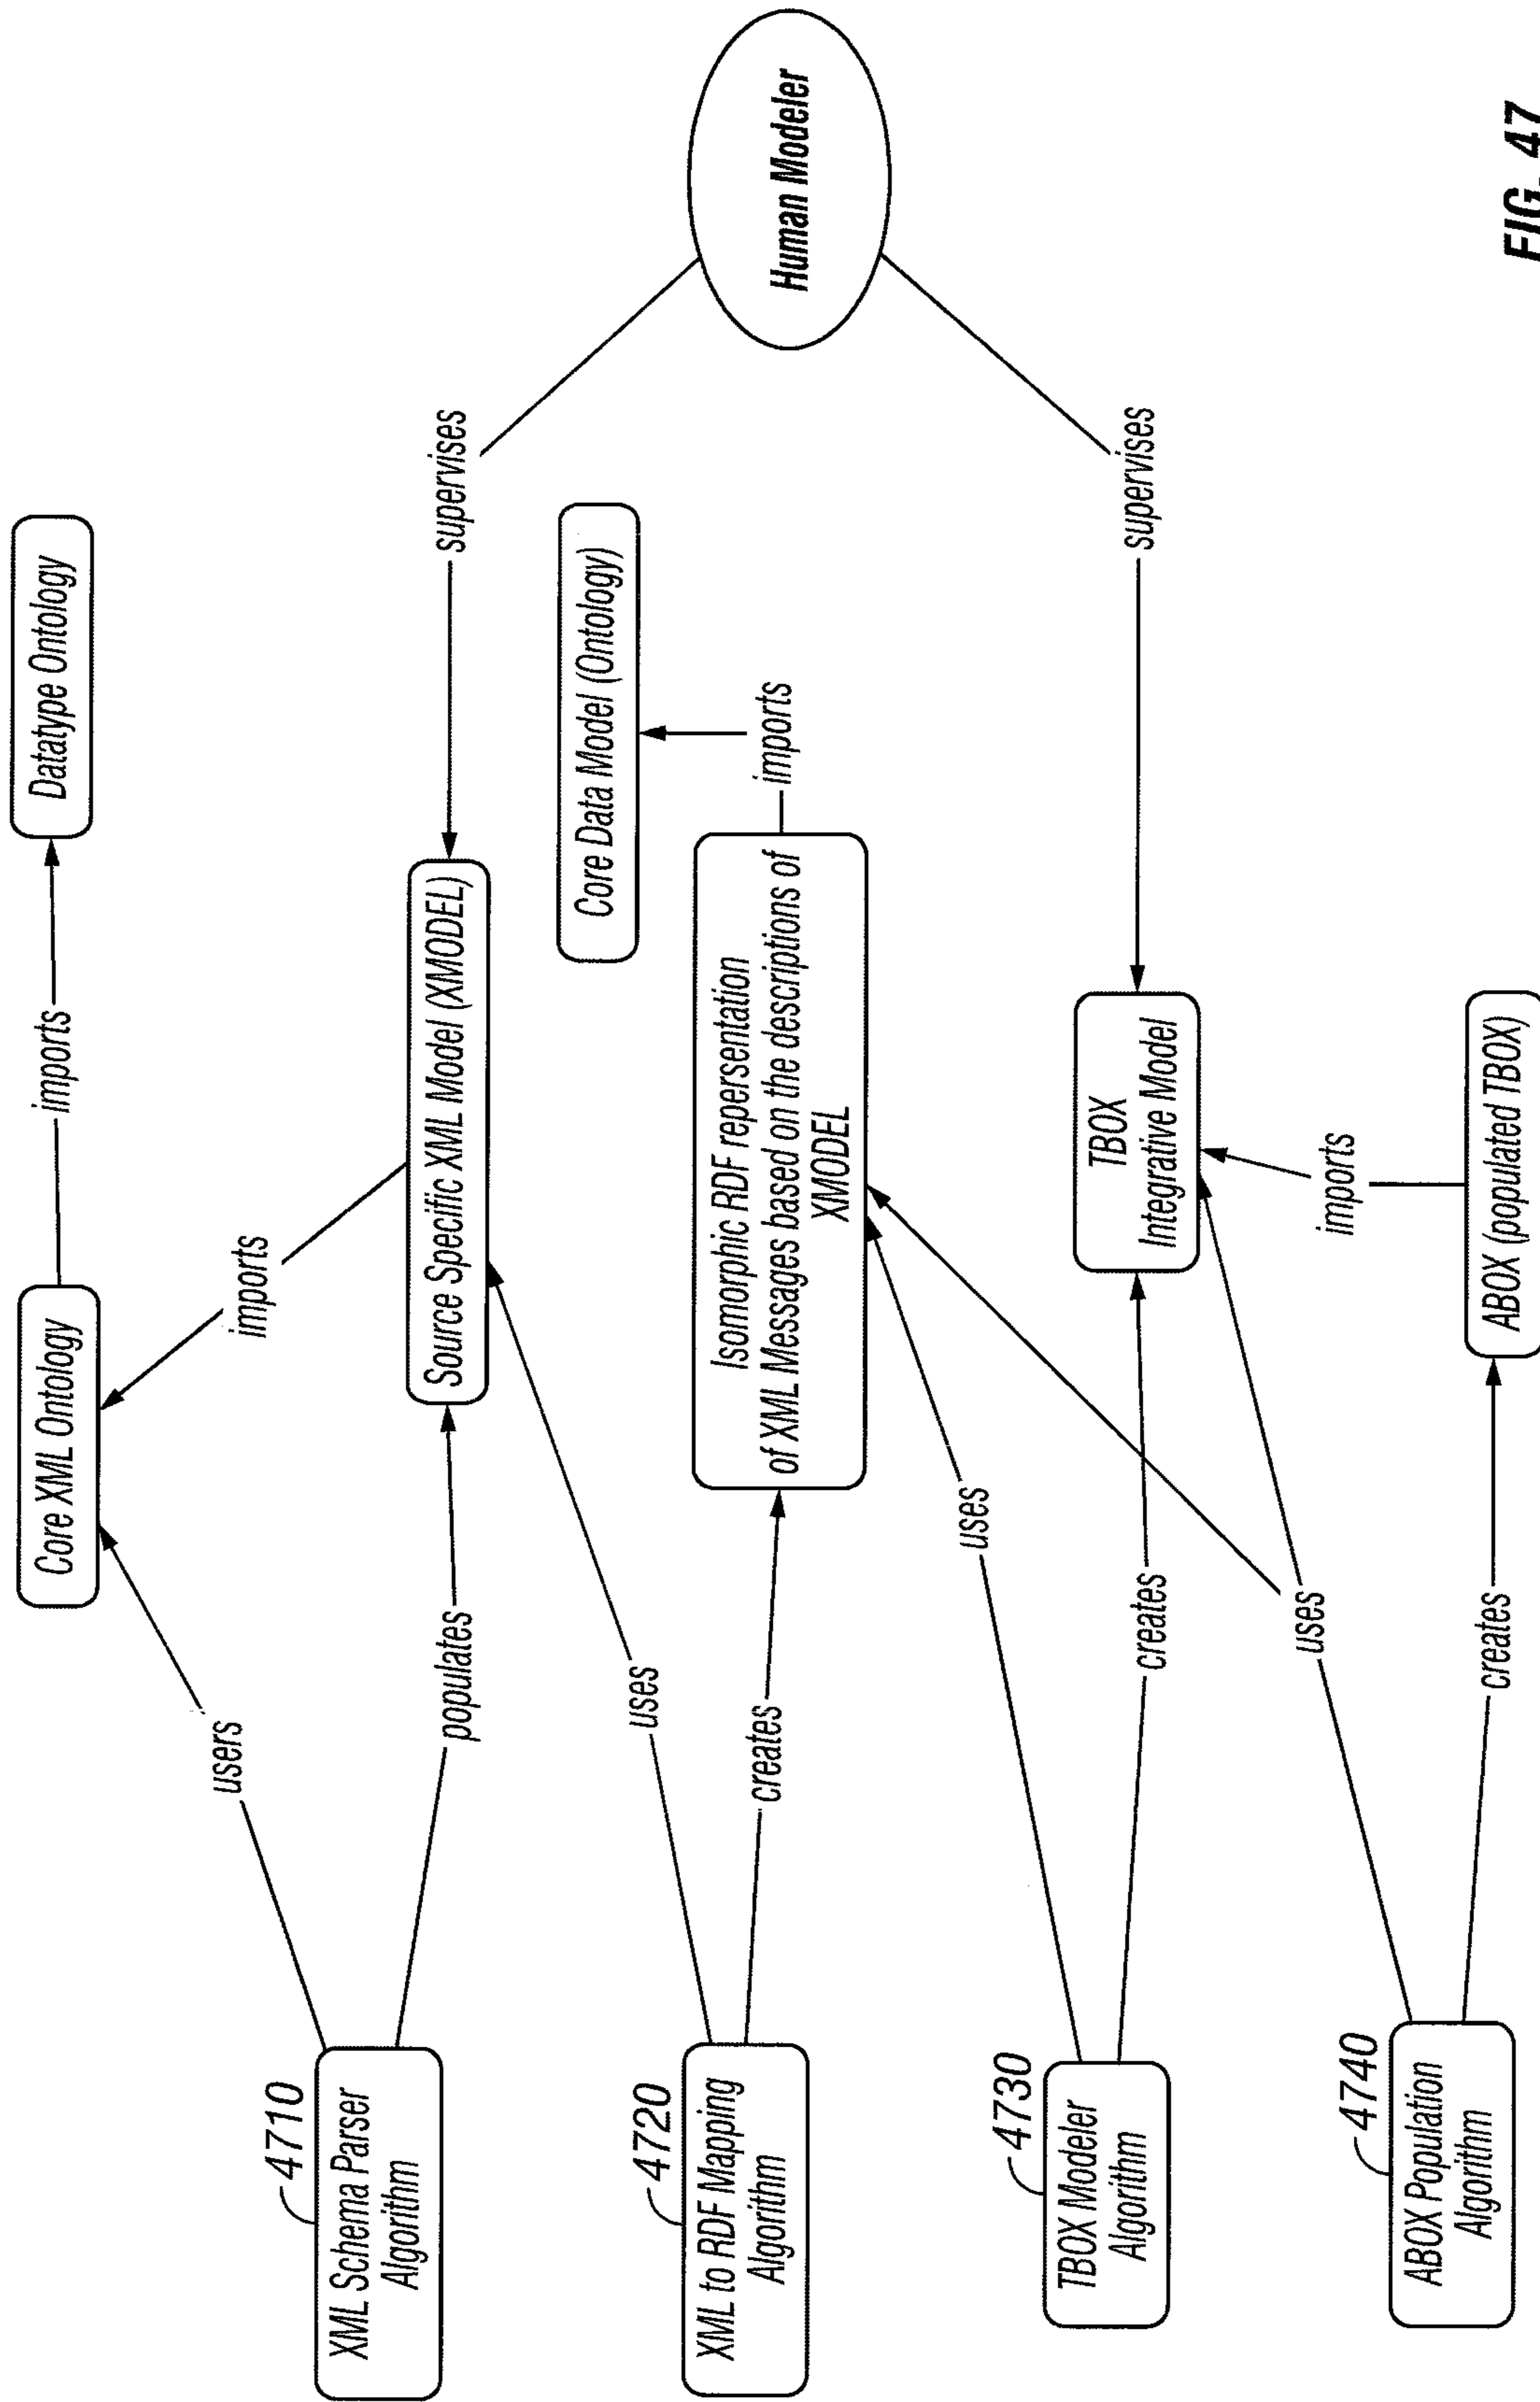 4710
XML Schema Parser
Algorithm
users
populates
Core XML Ontology
imports
Datatype Ontology
imports
Source Specific XML Model (XMODEL)
supervises
4720
XML to RDF Mapping
Algorithm
uses
creates
Isomorphic RDF repersentation
of XML Messages based on the descriptions of
XMODEL
imports
Core Data Model (Ontology)
Human Modeler
4730
TBOX Modeler
Algorithm
uses
creates
TBOX
Integrative Model
supervises
4740
ABOX Population
Algorithm
uses
creates
imports
ABOX (populated TBOX)
FIG. 47